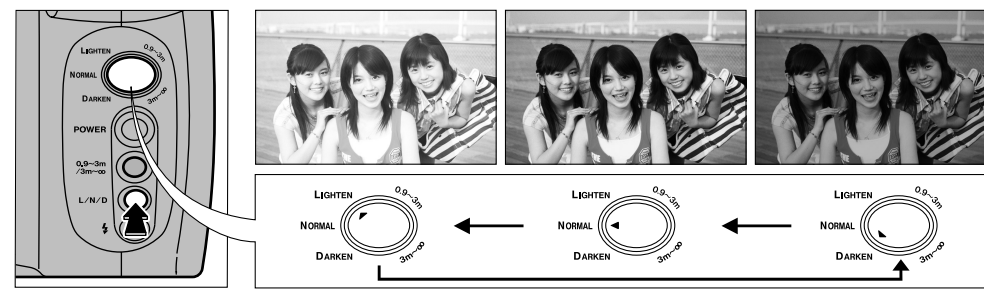 LIGHTEN
0.9~3m
NORMAL
DARKEN
3m~∞
POWER
0.9~3m
/3m~∞
L/N/D
LIGHTEN
0.9~3m
NORMAL
DARKEN
3m~∞
LIGHTEN
0.9~3m
NORMAL
DARKEN
3m~∞
LIGHTEN
0.9~3m
NORMAL
DARKEN
3m~∞